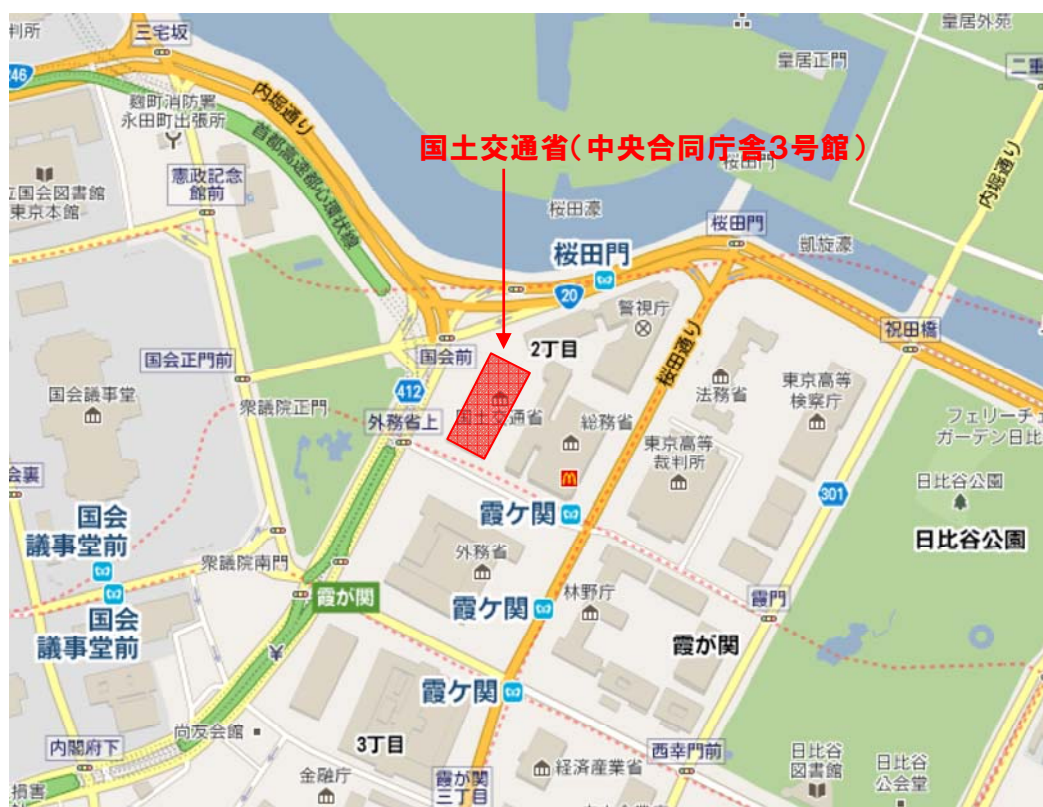 判所
三宅坂
246
皇居外苑
皇居正門
二重
麹町消防署
永田町出張所
内堀通り
首都高速都心環状線
国土交通省(中央合同庁舎3号館)
桜田門
内堀通り
立国会図書館
東京本館
憲政記念
館前
桜田濠
桜田門
凱旋濠
桜田門
20
警視庁
祝田橋
国会正門前
国会前
2丁目
桜田通り
国会議事堂
衆議院正門
412
外務省上
国土交通省
総務省
法務省
東京高等
検察庁
東京高等
裁判所
フェリーチェ
ガーデン日比
会裏
国会
議事堂前
霞ケ関
301
日比谷公園
日比谷公園
外務省
衆議院南門
霞が関
霞ケ関
林野庁
霞門
国会
議事堂前
霞が関
霞ケ関
尚友会館
3丁目
内閣府下
西幸門前
日比谷
図書館
日比谷
公会堂
金融庁
霞が関
三丁目
経済産業省
損害